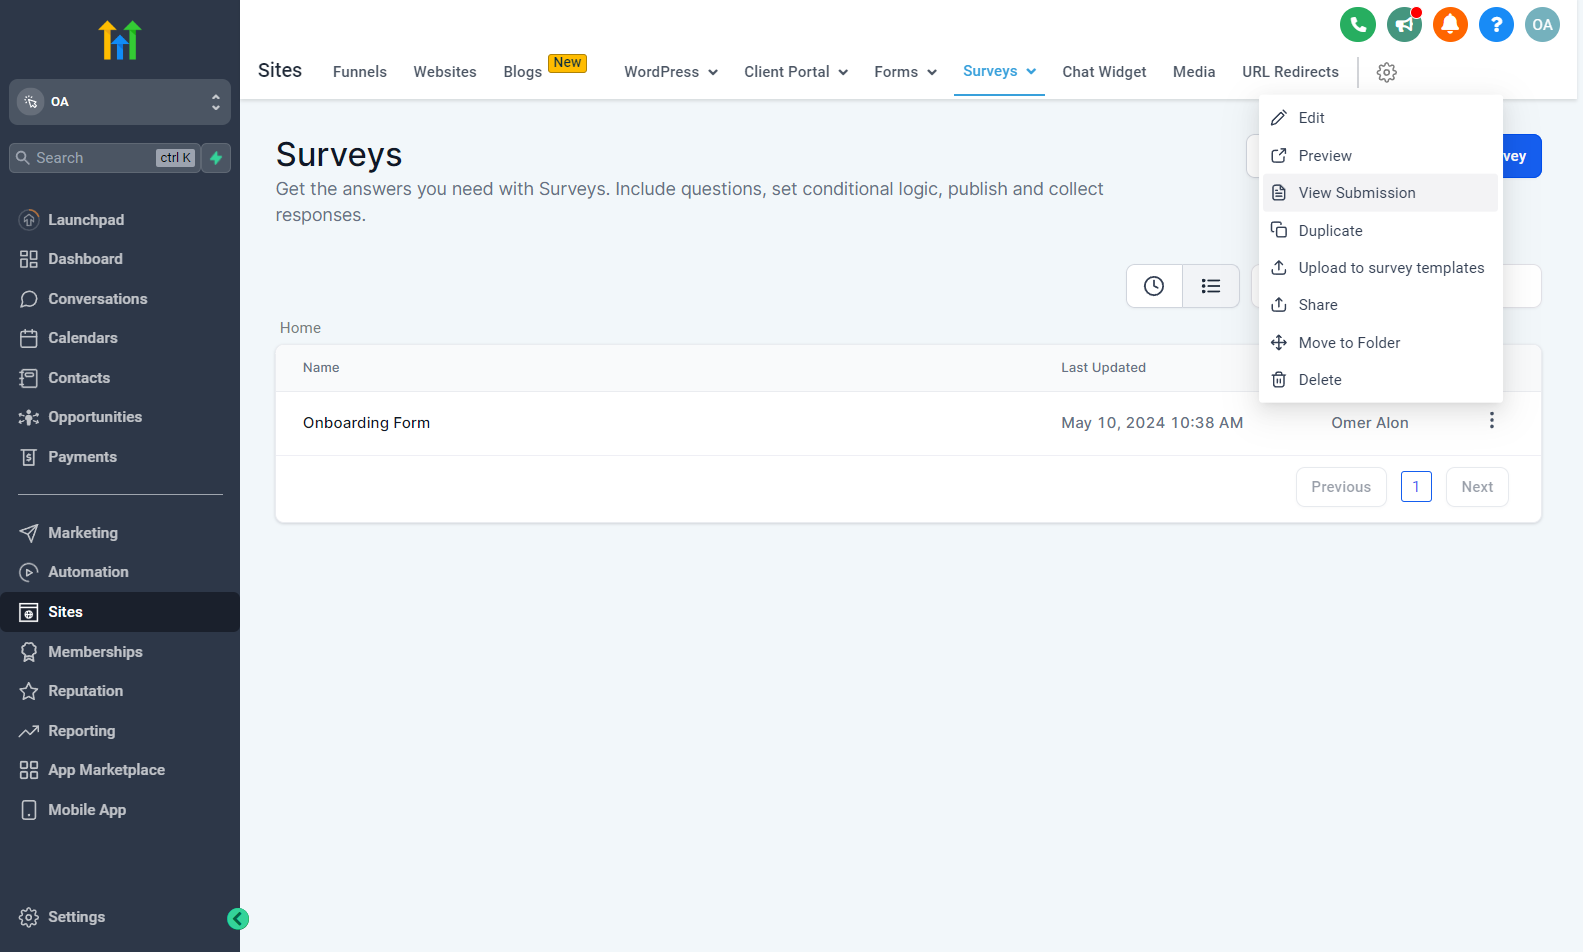 OA
OA
Search
ctrl K
Launchpad
Dashboard
Conversations
Calendars
Contacts
Opportunities
Payments
Marketing
Automation
Sites
Memberships
Reputation
Reporting
App Marketplace
Mobile App
Settings
Sites Funnels Websites Blogs New WordPress Client Portal Forms Surveys Chat Widget Media URL Redirects
Surveys
Get the answers you need with Surveys. Include questions, set conditional logic, publish and collect
responses.
vey
Edit
Preview
View Submission
Duplicate
Upload to survey templates
Share
Move to Folder
Delete
Home
Name Last Updated
Onboarding Form May 10, 2024 10:38 AM Omer Alon
Previous 1 Next